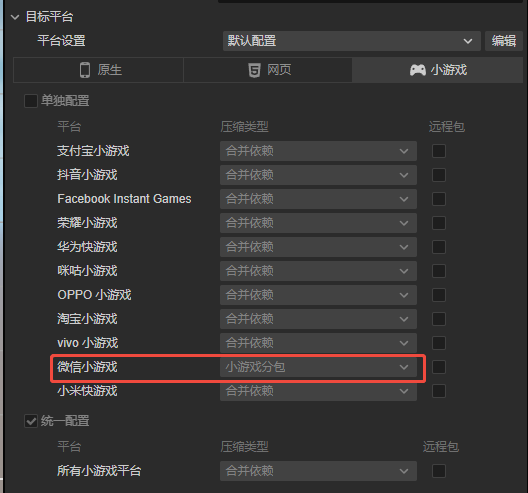 目标平台
平台设置 默认配置 编辑
原生 网页 小游戏
单独配置
平台 压缩类型 远程包
支付宝小游戏 合并依赖
抖音小游戏 合并依赖
Facebook Instant Games 合并依赖
荣耀小游戏 合并依赖
华为快游戏 合并依赖
咪咕小游戏 合并依赖
OPPO 小游戏 合并依赖
淘宝小游戏 合并依赖
vivo 小游戏 合并依赖
微信小游戏 小游戏分包
小米快游戏 合并依赖
统一配置
平台 压缩类型 远程包
所有小游戏平台 合并依赖